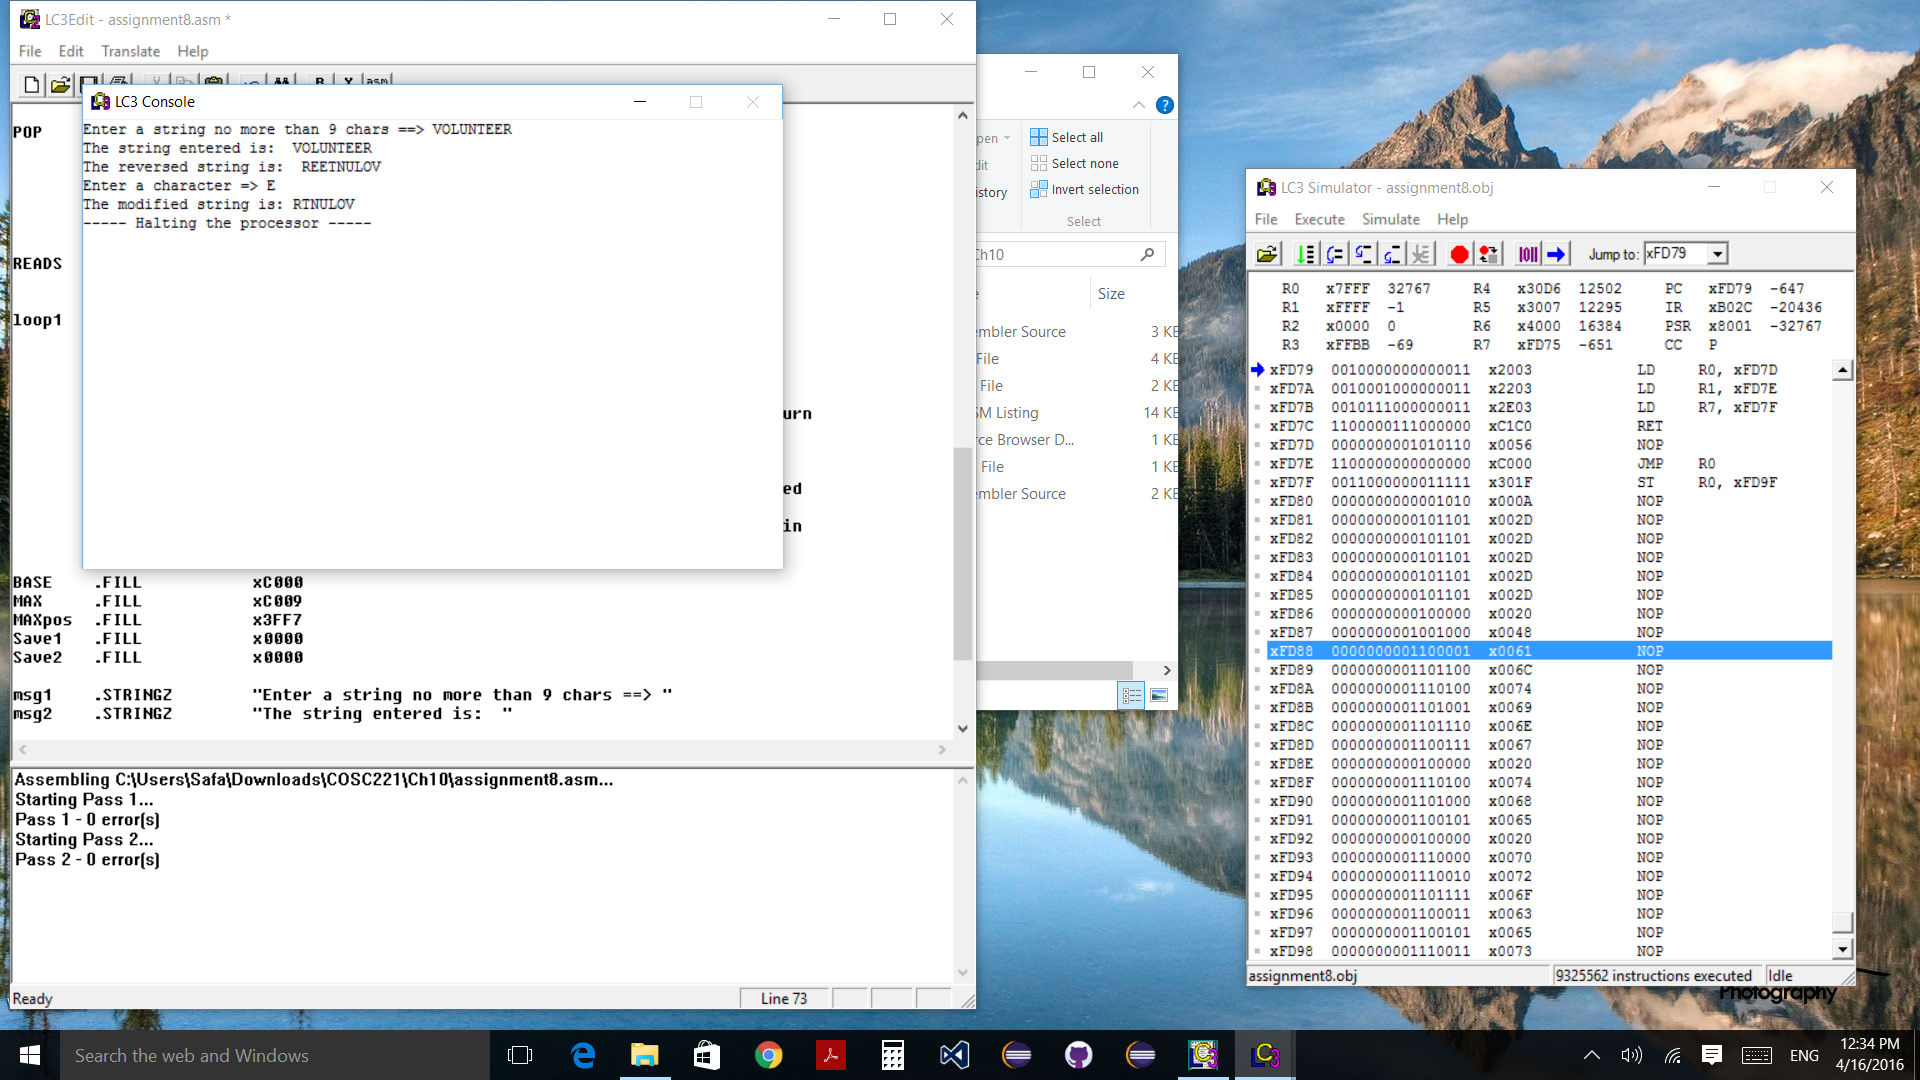 LC3Edit - assignment8.asm *
File Edit Translate Help
POP
READS
loop1
urn
ed
in
BASE .FILL xC000
MAX .FILL xC009
MAXpos .FILL x3FF7
Save1 .FILL x0000
Save2 .FILL x0000
msg1 .STRINGZ "Enter a string no more than 9 chars ==> "
msg2 .STRINGZ "The string entered is:  "
Assembling C:\Users\Safa\Downloads\COSC221\Ch10\assignment8.asm...
Starting Pass 1...
Pass 1 - 0 error(s)
Starting Pass 2...
Pass 2 - 0 error(s)
Ready Line 73
LC3 Console
Enter a string no more than 9 chars ==> VOLUNTEER
The string entered is:  VOLUNTEER
The reversed string is:  REETNULOV
Enter a character => E
The modified string is: RTNULOV
----- Halting the processor -----
pen Select all
dit Select none
istory Invert selection
Select
Ch10
Size
embler Source 3 KB
File 4 KB
File 2 KB
SM Listing 14 KB
rce Browser D... 1 KB
File 1 KB
embler Source 2 KB
LC3 Simulator - assignment8.obj
File Execute Simulate Help
Jump to: xFD79
R0 x7FFF 32767 R4 x30D6 12502 PC xFD79 -647
R1 xFFFF -1 R5 x3007 12295 IR xB02C -20436
R2 x0000 0 R6 x4000 16384 PSR x8001 -32767
R3 xFFBB -69 R7 xFD75 -651 CC P
xFD79 0010000000000011 x2003 LD R0, xFD7D
xFD7A 0010001000000011 x2203 LD R1, xFD7E
xFD7B 0010111000000011 x2E03 LD R7, xFD7F
xFD7C 1100000111000000 xC1C0 RET
xFD7D 0000000001010110 x0056 NOP
xFD7E 1100000000000000 xC000 JMP R0
xFD7F 0011000000011111 x301F ST R0, xFD9F
xFD80 0000000000001010 x000A NOP
xFD81 0000000000101101 x002D NOP
xFD82 0000000000101101 x002D NOP
xFD83 0000000000101101 x002D NOP
xFD84 0000000000101101 x002D NOP
xFD85 0000000000101101 x002D NOP
xFD86 0000000000100000 x0020 NOP
xFD87 0000000001001000 x0048 NOP
xFD88 0000000001100001 x0061 NOP
xFD89 0000000001101100 x006C NOP
xFD8A 0000000001110100 x0074 NOP
xFD8B 0000000001101001 x0069 NOP
xFD8C 0000000001101110 x006E NOP
xFD8D 0000000001100111 x0067 NOP
xFD8E 0000000000100000 x0020 NOP
xFD8F 0000000001110100 x0074 NOP
xFD90 0000000001101000 x0068 NOP
xFD91 0000000001100101 x0065 NOP
xFD92 0000000000100000 x0020 NOP
xFD93 0000000001110000 x0070 NOP
xFD94 0000000001110010 x0072 NOP
xFD95 0000000001101111 x006F NOP
xFD96 0000000001100011 x0063 NOP
xFD97 0000000001100101 x0065 NOP
xFD98 0000000001110011 x0073 NOP
assignment8.obj 9325562 instructions executed Idle
Photography
Search the web and Windows
ENG 12:34 PM
4/16/2016